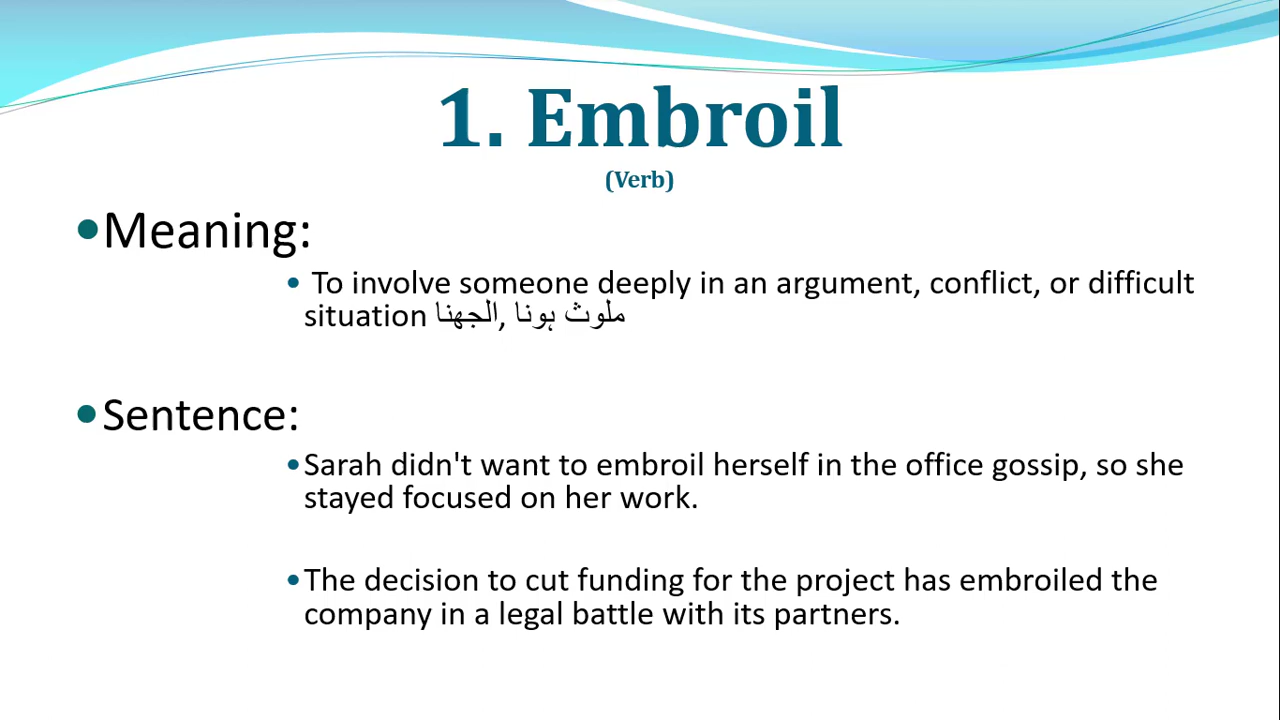 1. Embroil
(Verb)
•Meaning:
• To involve someone deeply in an argument, conflict, or difficult
situation الجھنا, ملوث ہونا
•Sentence:
•Sarah didn't want to embroil herself in the office gossip, so she
stayed focused on her work.
•The decision to cut funding for the project has embroiled the
company in a legal battle with its partners.